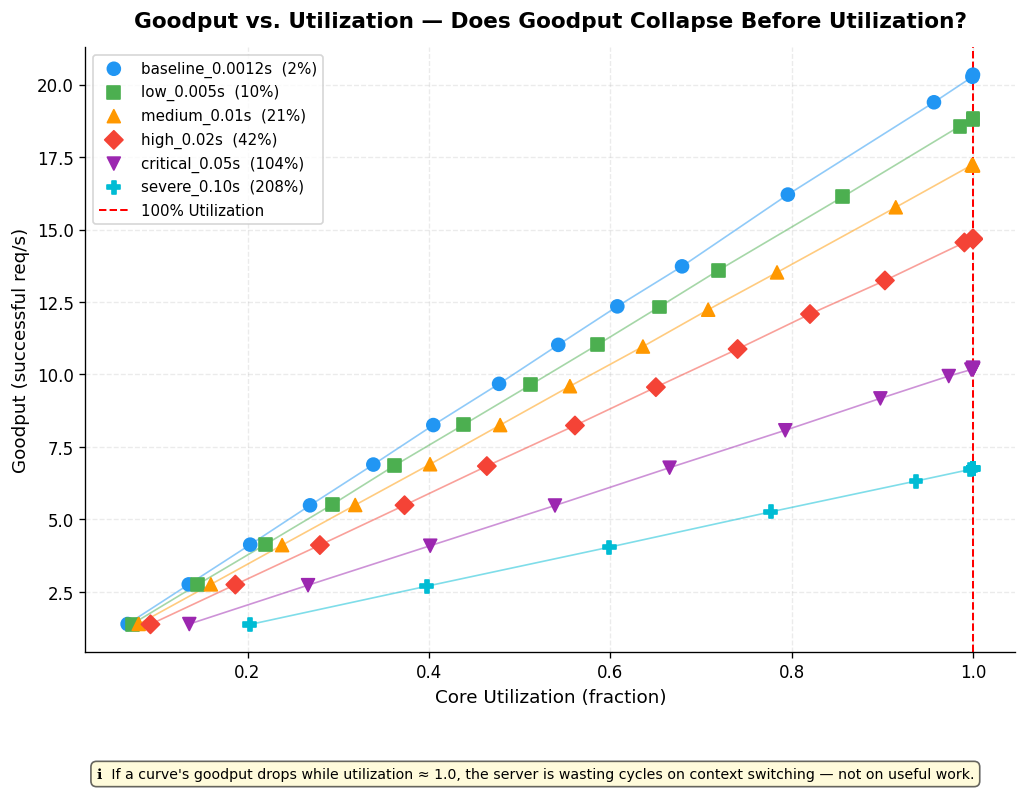 Goodput vs. Utilization — Does Goodput Collapse Before Utilization?
baseline_0.0012s (2%)
low_0.005s (10%)
medium_0.01s (21%)
high_0.02s (42%)
critical_0.05s (104%)
severe_0.10s (208%)
100% Utilization
Goodput (successful req/s)
20.0
17.5
15.0
12.5
10.0
7.5
5.0
2.5
0.2 0.4 0.6 0.8 1.0
Core Utilization (fraction)
ℹ If a curve's goodput drops while utilization ≈ 1.0, the server is wasting cycles on context switching — not on useful work.